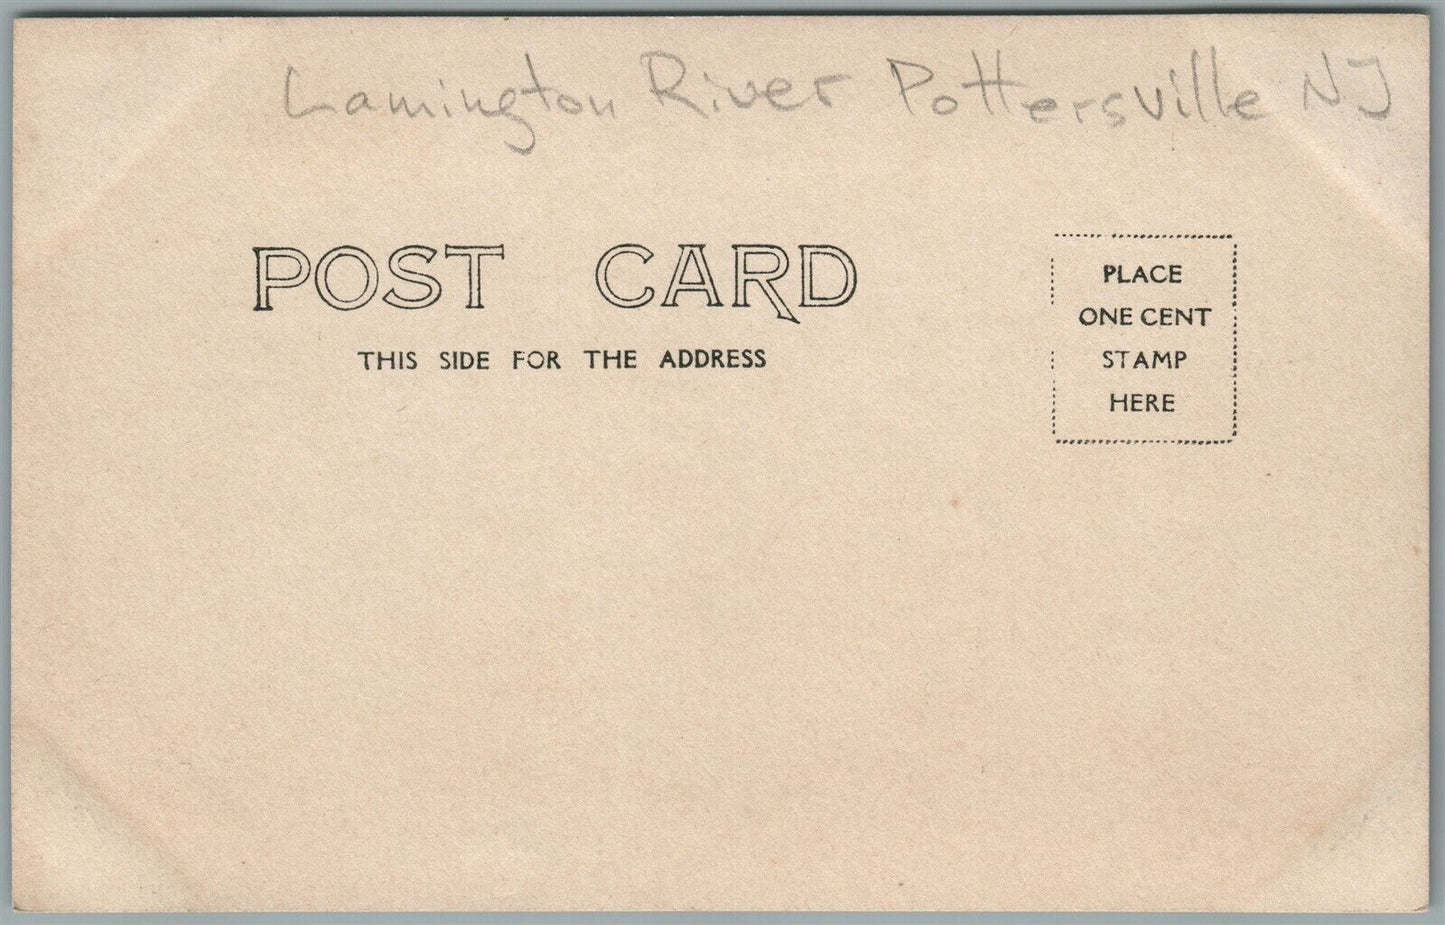 Lamington River Pottersville NJ
POST CARD
THIS SIDE FOR THE ADDRESS
PLACE
ONE CENT
STAMP
HERE